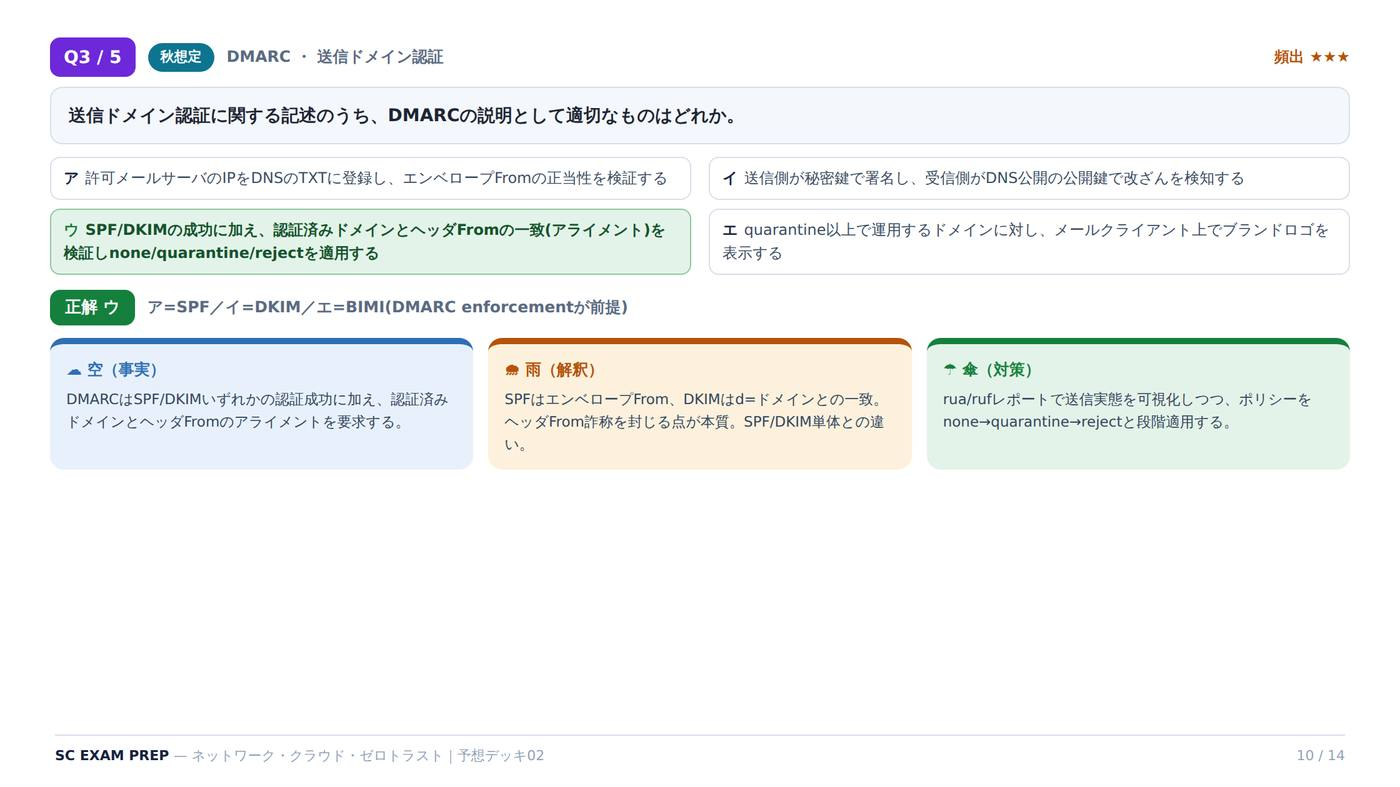 Q3 / 5 秋想定 DMARC ・ 送信ドメイン認証 頻出 ★★★
送信ドメイン認証に関する記述のうち、DMARCの説明として適切なものはどれか。
ア 許可メールサーバのIPをDNSのTXTに登録し、エンベロープFromの正当性を検証する
イ 送信側が秘密鍵で署名し、受信側がDNS公開の公開鍵で改ざんを検知する
ウ SPF/DKIMの成功に加え、認証済みドメインとヘッダFromの一致(アライメント)を
検証しnone/quarantine/rejectを適用する
エ quarantine以上で運用するドメインに対し、メールクライアント上でブランドロゴを
表示する
正解 ウ ア=SPF／イ=DKIM／エ=BIMI(DMARC enforcementが前提)
☁ 空（事実）
DMARCはSPF/DKIMいずれかの認証成功に加え、認証済み
ドメインとヘッダFromのアライメントを要求する。
🌧 雨（解釈）
SPFはエンベロープFrom、DKIMはd=ドメインとの一致。
ヘッダFrom詐称を封じる点が本質。SPF/DKIM単体との違
い。
☂ 傘（対策）
rua/rufレポートで送信実態を可視化しつつ、ポリシーを
none→quarantine→rejectと段階適用する。
SC EXAM PREP — ネットワーク・クラウド・ゼロトラスト｜予想デッキ02 10 / 14